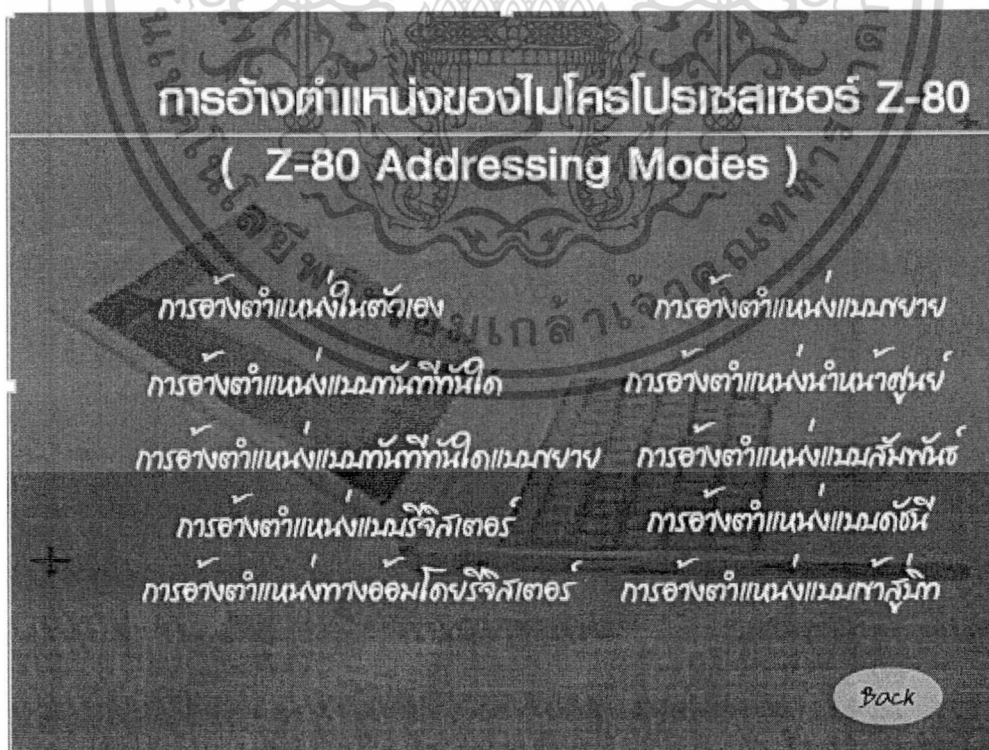 การอ้างตำแหน่งของไมโครโปรเซสเซอร์ Z-80
( Z-80 Addressing Modes )
การอ้างตำแหน่งในตัวเอง
การอ้างตำแหน่งแบบขยาย
การอ้างตำแหน่งแบบทันทีทันใด
การอ้างตำแหน่งนำหน้าศูนย์
การอ้างตำแหน่งแบบทันทีทันใดแบบขยาย
การอ้างตำแหน่งแบบสัมพันธ์
การอ้างตำแหน่งแบบรีจิสเตอร์
การอ้างตำแหน่งแบบดัชนี
การอ้างตำแหน่งทางอ้อมโดยรีจิสเตอร์
การอ้างตำแหน่งแบบเข้าสู่บิท
Back